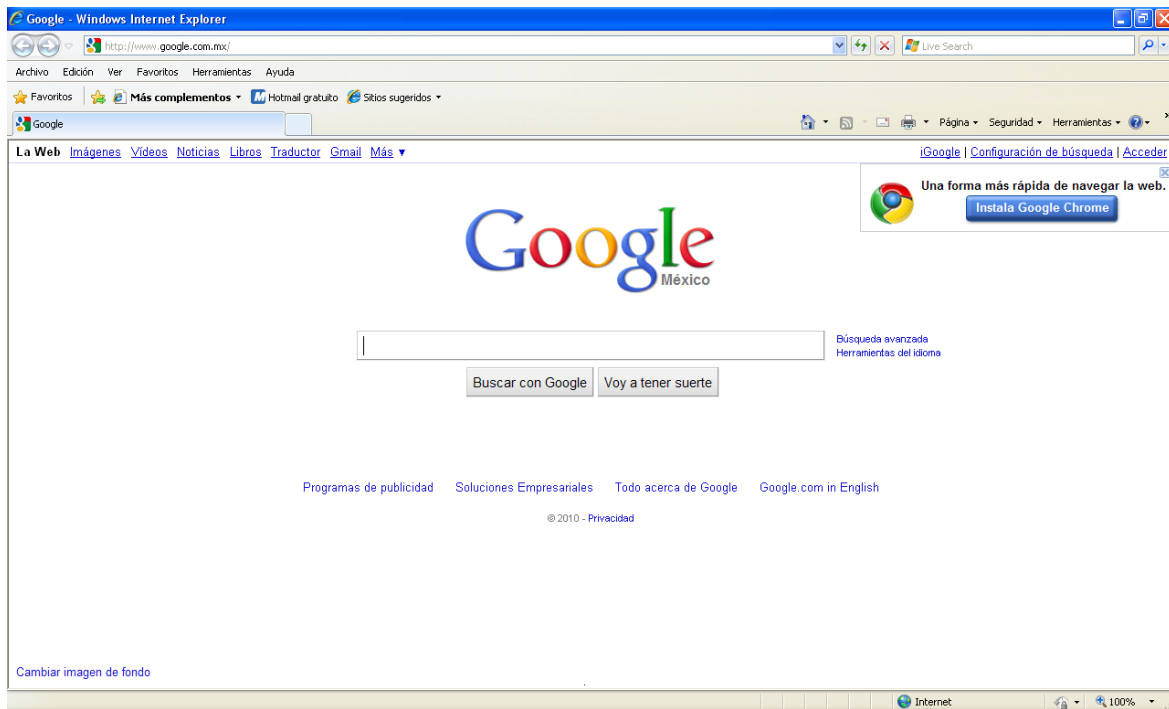 Google - Windows Internet Explorer
http://www.google.com.mx/
Live Search
Archivo Edición Ver Favoritos Herramientas Ayuda
Favoritos Más complementos Hotmail gratuito Sitios sugeridos
Google Página Seguridad Herramientas
La Web Imágenes Vídeos Noticias Libros Traductor Gmail Más ▼ iGoogle | Configuración de búsqueda | Acceder
Una forma más rápida de navegar la web.
Instala Google Chrome
Google
México
Búsqueda avanzada
Herramientas del idioma
Buscar con Google Voy a tener suerte
Programas de publicidad Soluciones Empresariales Todo acerca de Google Google.com in English
© 2010 - Privacidad
Cambiar imagen de fondo
Internet 100%